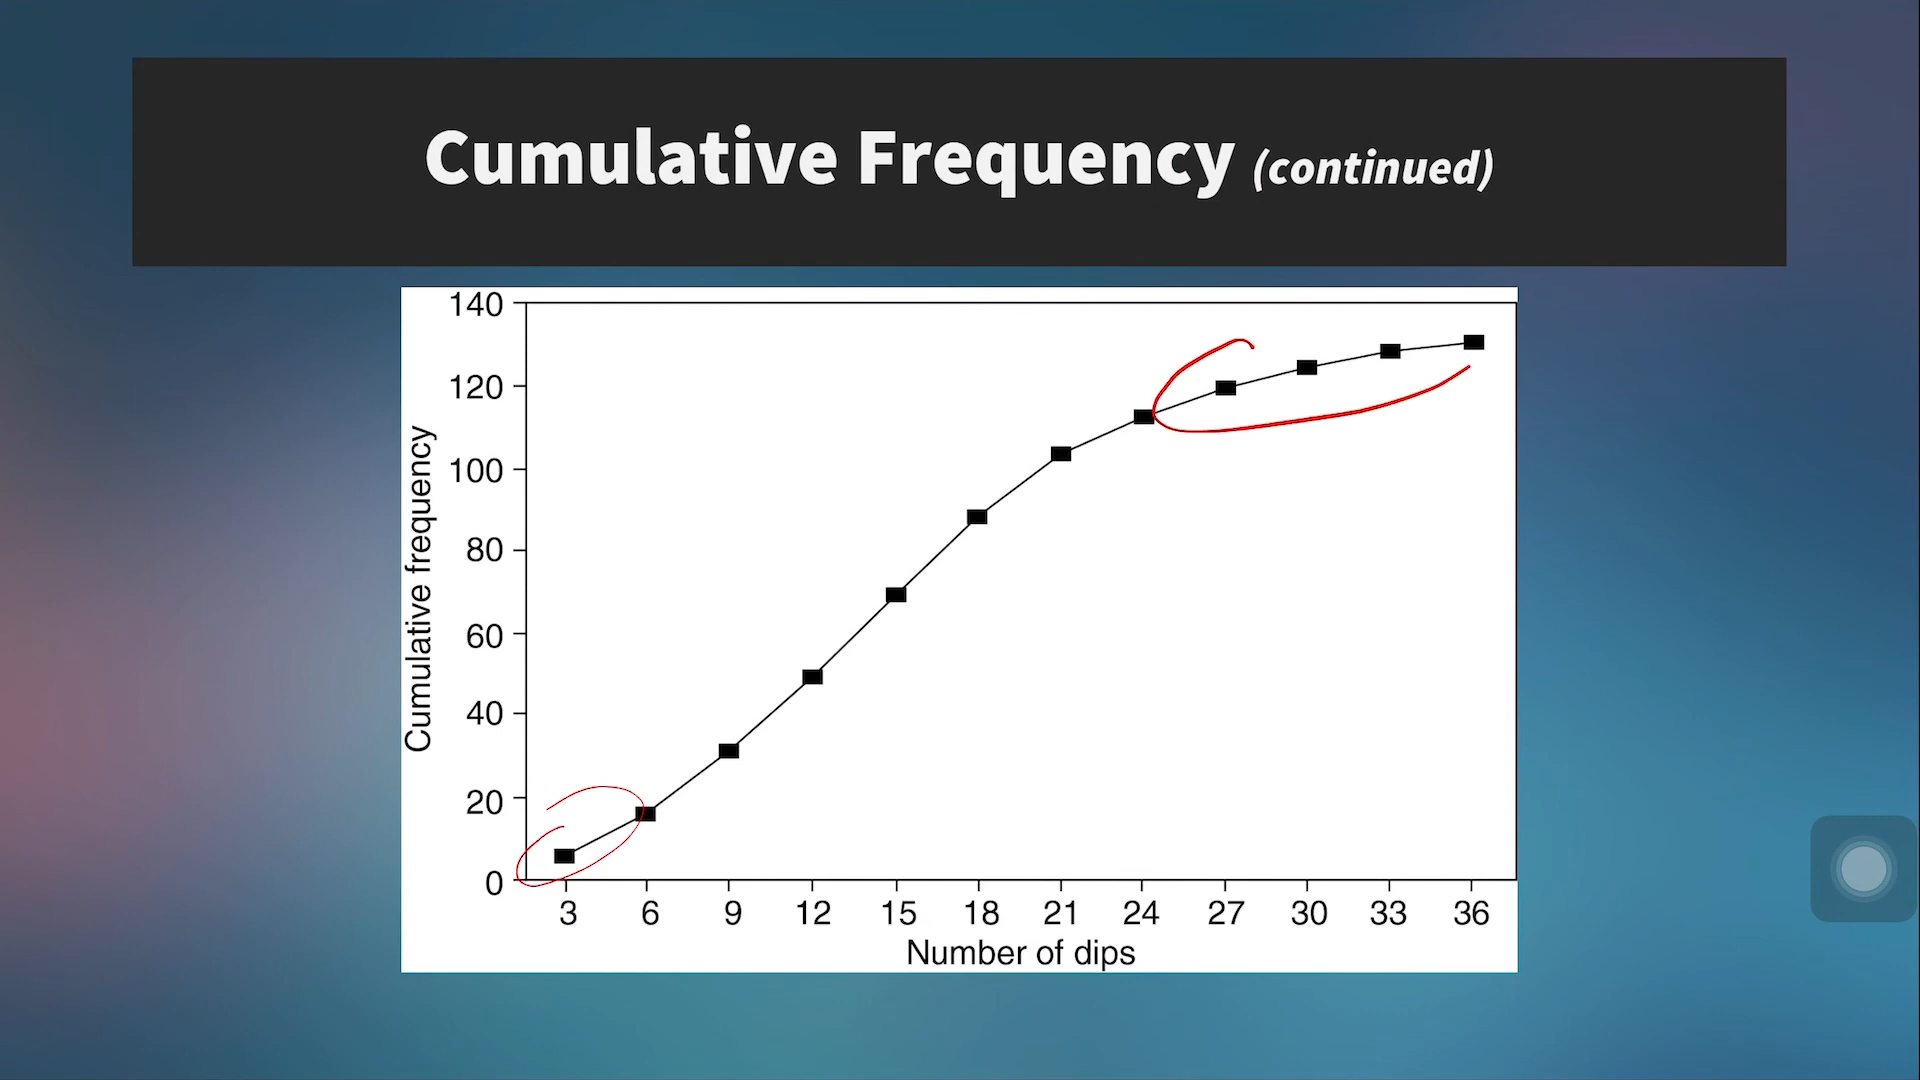 Cumulative Frequency (continued)
140
120
100
80
60
40
20
0
Cumulative frequency
3 6 9 12 15 18 21 24 27 30 33 36
Number of dips